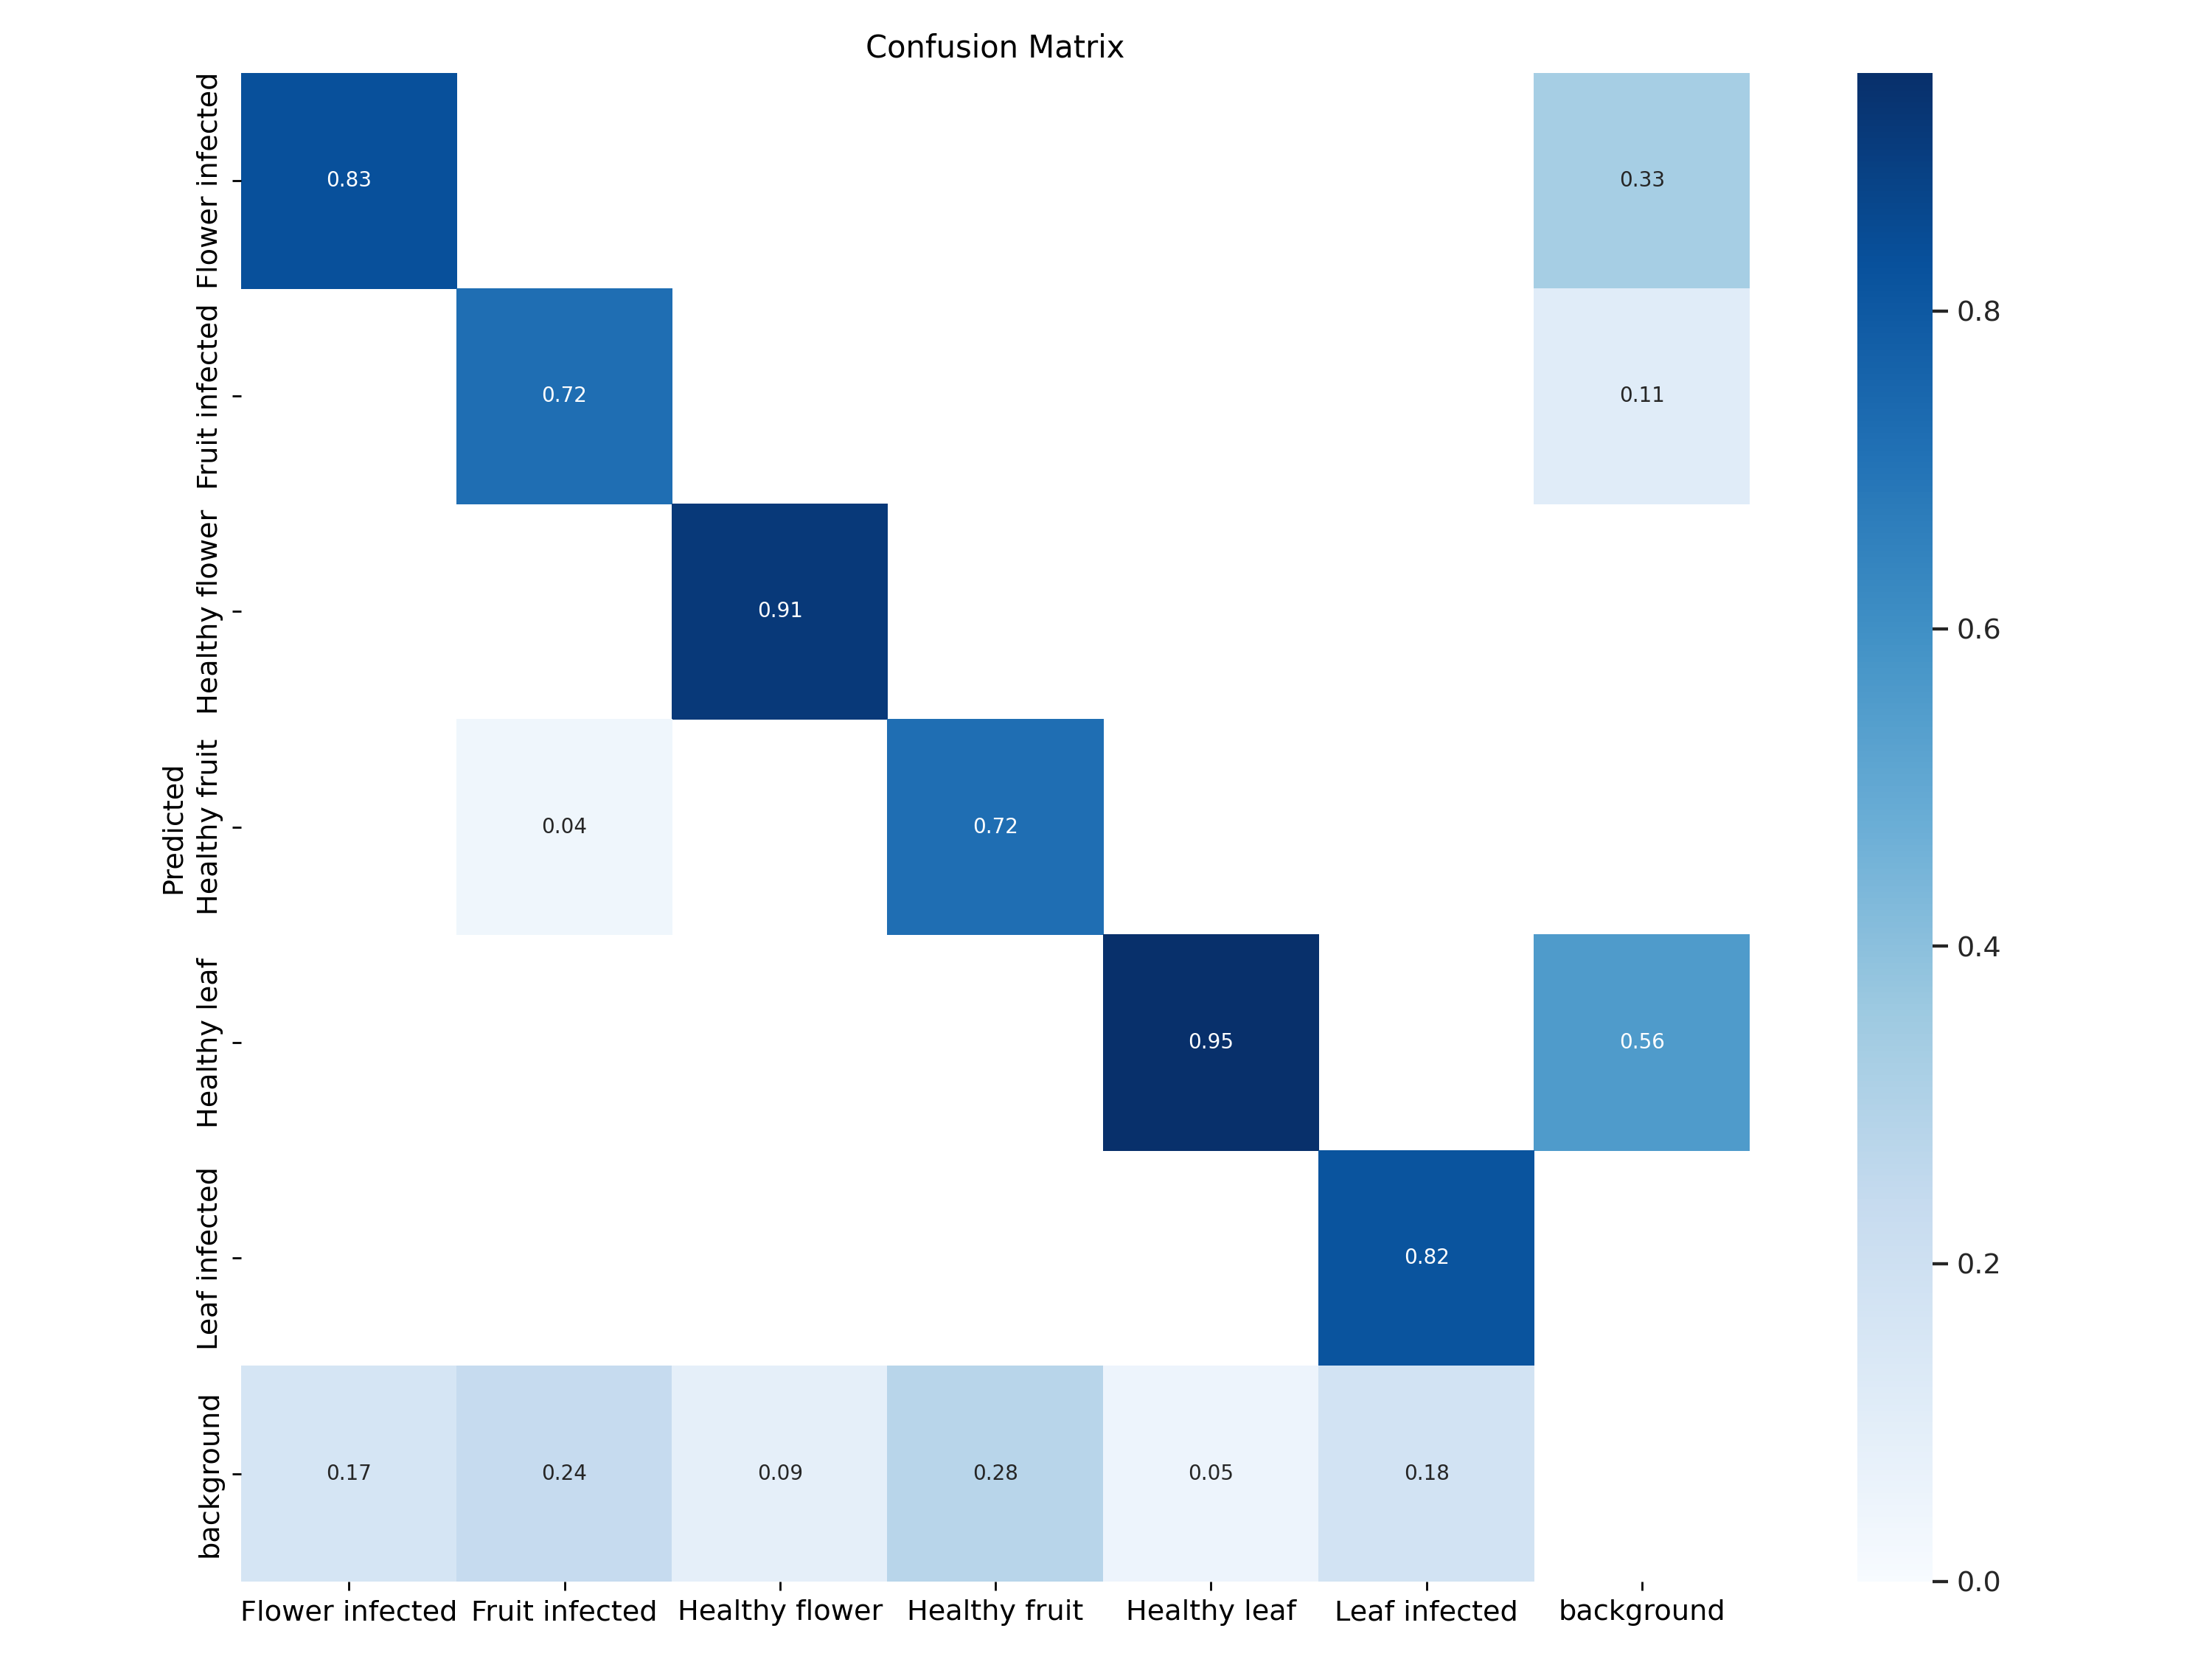 Confusion Matrix
Flower infected
0.83
0.33
Fruit infected
0.72
0.11
Healthy flower
0.91
Predicted
Healthy fruit
0.04
0.72
Healthy leaf
0.95
0.56
Leaf infected
0.82
background
0.17 0.24 0.09 0.28 0.05 0.18
Flower infected Fruit infected Healthy flower Healthy fruit Healthy leaf Leaf infected background
0.8
0.6
0.4
0.2
0.0